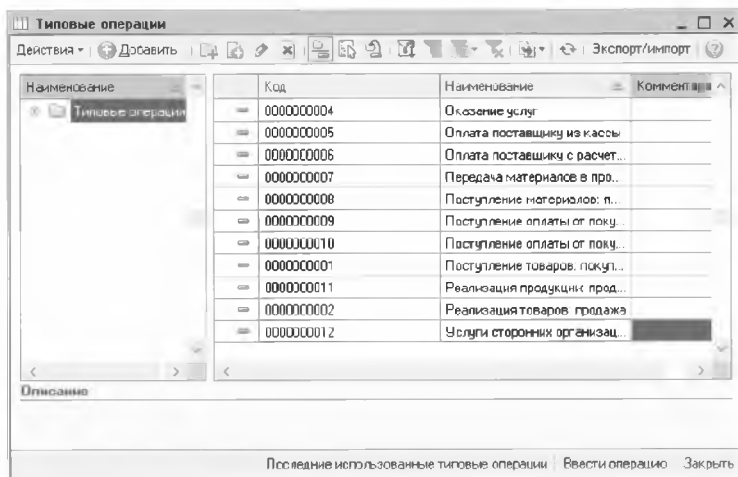 Типовые операции
Действия Добавить Экспорт/импорт
Наименование
Типовые операции
Код Наименование Комментари
0000000004 Оказание услуг
0000000005 Оплата поставщику из кассы
0000000006 Оплата поставщику с расчет...
0000000007 Передача материалов в про...
0000000008 Поступление материалов: п...
0000000009 Поступление оплаты от поку...
0000000010 Поступление оплаты от поку...
0000000001 Поступление товаров: покуп...
0000000011 Реализация продукции: прод...
0000000002 Реализация товаров: продажа
0000000012 Услуги сторонних организац...
Описание
Последние использованные типовые операции Ввести операцию Закрыть